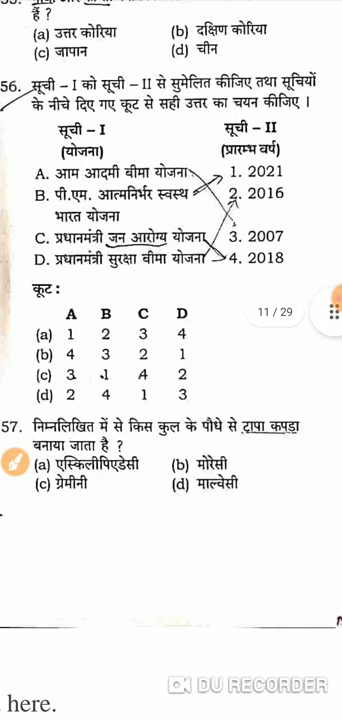 हैं ?
(a) उत्तर कोरिया (b) दक्षिण कोरिया
(c) जापान (d) चीन
56. सूची – I को सूची – II से सुमेलित कीजिए तथा सूचियों
के नीचे दिए गए कूट से सही उत्तर का चयन कीजिए ।
सूची – I सूची – II
(योजना) (प्रारम्भ वर्ष)
A. आम आदमी बीमा योजना 1. 2021
B. पी.एम. आत्मनिर्भर स्वस्थ 2. 2016
भारत योजना
C. प्रधानमंत्री जन आरोग्य योजना 3. 2007
D. प्रधानमंत्री सुरक्षा बीमा योजना 4. 2018
कूट :
A B C D
11 / 29
(a) 1 2 3 4
(b) 4 3 2 1
(c) 3 1 4 2
(d) 2 4 1 3
57. निम्नलिखित में से किस कुल के पौधे से टापा कपड़ा
बनाया जाता है ?
(a) एस्किलीपिएडेसी (b) मोरेसी
(c) ग्रेमीनी (d) माल्वेसी
DU RECORDER
here.